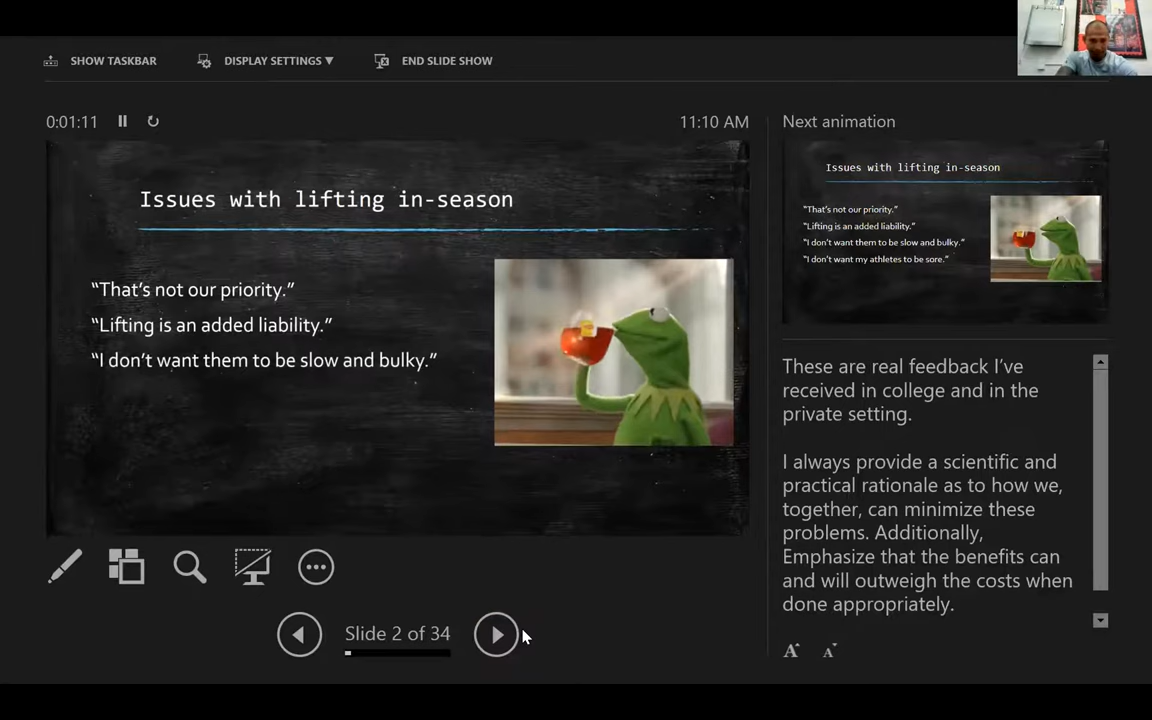 SHOW TASKBAR
DISPLAY SETTINGS ▼
END SLIDE SHOW
0:01:11
11:10 AM
Issues with lifting in-season
“That’s not our priority.”
“Lifting is an added liability.”
“I don’t want them to be slow and bulky.”
Slide 2 of 34
Next animation
Issues with lifting in-season
“That’s not our priority.”
“Lifting is an added liability.”
“I don’t want them to be slow and bulky.”
“I don’t want my athletes to be sore.”
These are real feedback I’ve
received in college and in the
private setting.
I always provide a scientific and
practical rationale as to how we,
together, can minimize these
problems. Additionally,
Emphasize that the benefits can
and will outweigh the costs when
done appropriately.
A A